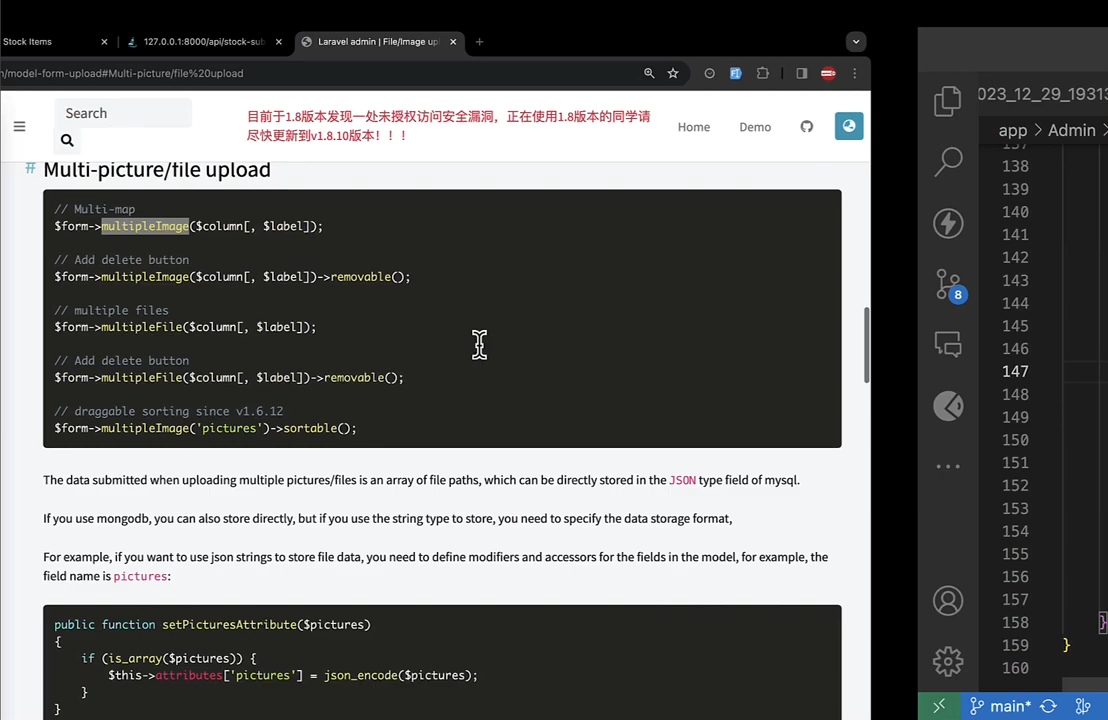 Stock Items
127.0.0.1:8000/api/stock-sub
Laravel admin | File/Image up
n/model-form-upload#Multi-picture/file%20upload
Search
目前于1.8版本发现一处未授权访问安全漏洞，正在使用1.8版本的同学请
尽快更新到v1.8.10版本！！！
Home
Demo
# Multi-picture/file upload
// Multi-map
$form->multipleImage($column[, $label]);
// Add delete button
$form->multipleImage($column[, $label])->removable();
// multiple files
$form->multipleFile($column[, $label]);
// Add delete button
$form->multipleFile($column[, $label])->removable();
// draggable sorting since v1.6.12
$form->multipleImage('pictures')->sortable();
The data submitted when uploading multiple pictures/files is an array of file paths, which can be directly stored in the JSON type field of mysql.
If you use mongodb, you can also store directly, but if you use the string type to store, you need to specify the data storage format,
For example, if you want to use json strings to store file data, you need to define modifiers and accessors for the fields in the model, for example, the
field name is pictures:
public function setPicturesAttribute($pictures)
{
if (is_array($pictures)) {
$this->attributes['pictures'] = json_encode($pictures);
}
}
023_12_29_19313
app > Admin >
137
138
139
140
141
142
143
144
145
146
147
148
149
150
151
152
153
154
155
156
157
158 }
159 }
160
8
main*